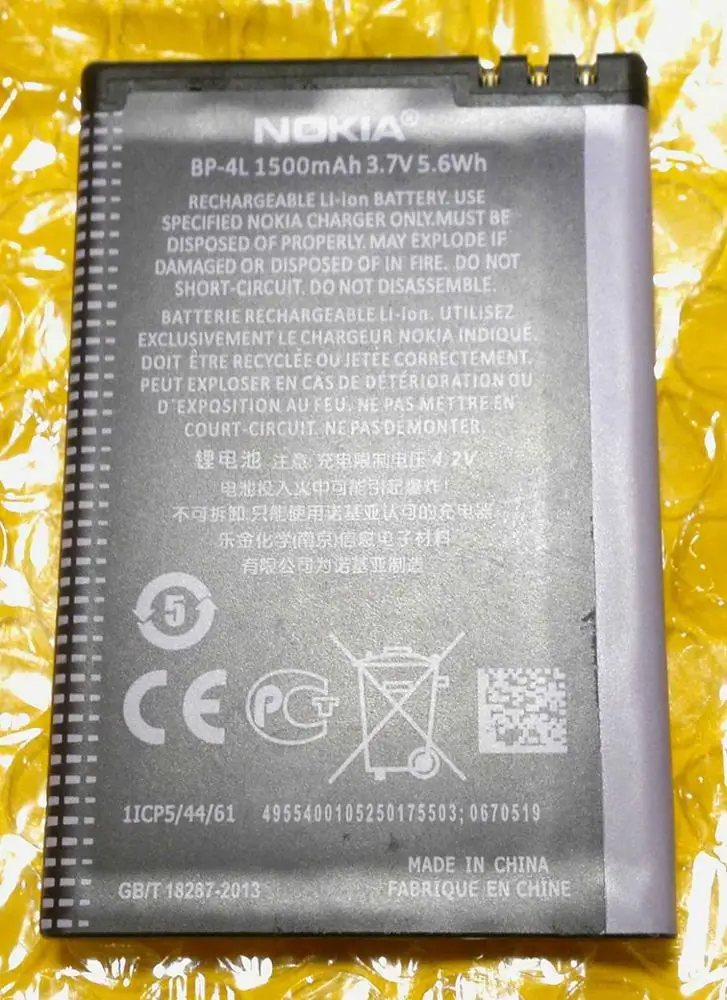 NOKIA®
BP-4L 1500mAh 3.7V 5.6Wh
RECHARGEABLE Li-ion BATTERY. USE
SPECIFIED NOKIA CHARGER ONLY.MUST BE
DISPOSED OF PROPERLY. MAY EXPLODE IF
DAMAGED OR DISPOSED OF IN FIRE. DO NOT
SHORT-CIRCUIT. DO NOT DISASSEMBLE.
BATTERIE RECHARGEABLE Li-Ion. UTILISEZ
EXCLUSIVEMENT LE CHARGEUR NOKIA INDIQUÉ.
DOIT ÊTRE RECYCLÉE OU JETÉE CORRECTEMENT.
PEUT EXPLOSER EN CAS DE DÉTÉRIORATION OU
D'EXPOSITION AU FEU. NE PAS METTRE EN
COURT-CIRCUIT. NE PAS DEMONTER.
锂电池 注意 充电限制电压 4.2V
电池投入火中可能引起爆炸!
不可拆卸.只能使用诺基亚认可的充电器
乐金化学(南京)信息电子材料
有限公司为诺基亚制造
5
CE PCT
1ICP5/44/61 4955400105250175503; 0670519
MADE IN CHINA
GB/T 18287-2013 FABRIQUE EN CHINE